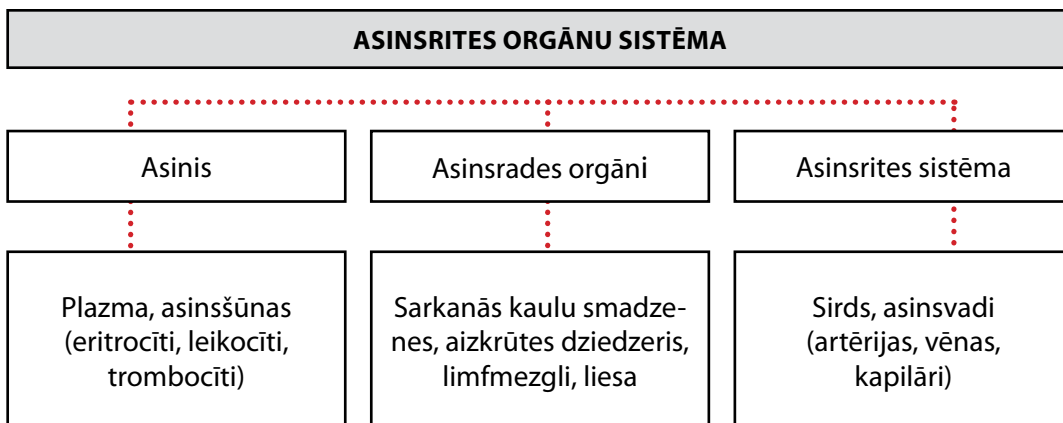 ASINSRITES ORGĀNU SISTĒMA
Asinis
Asinsrades orgāni
Asinsrites sistēma
Plazma, asinsšūnas
(eritrocīti, leikocīti,
trombocīti)
Sarkanās kaulu smadze-
nes, aizkrūtes dziedzeris,
limfmezgli, liesa
Sirds, asinsvadi
(artērijas, vēnas,
kapilāri)